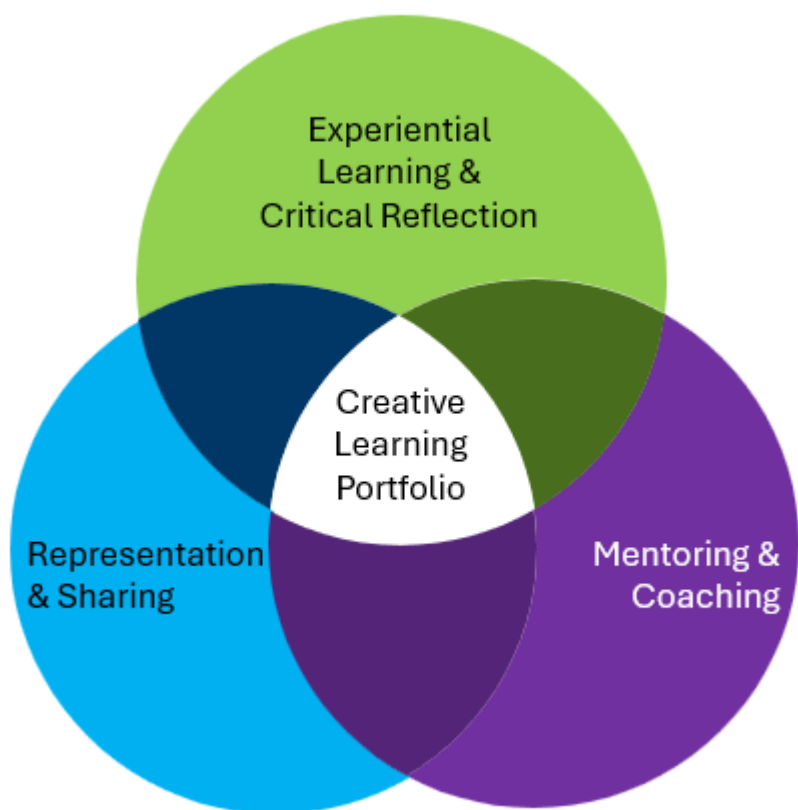 Experiential
Learning &
Critical Reflection
Creative
Learning
Portfolio
Representation
& Sharing
Mentoring &
Coaching